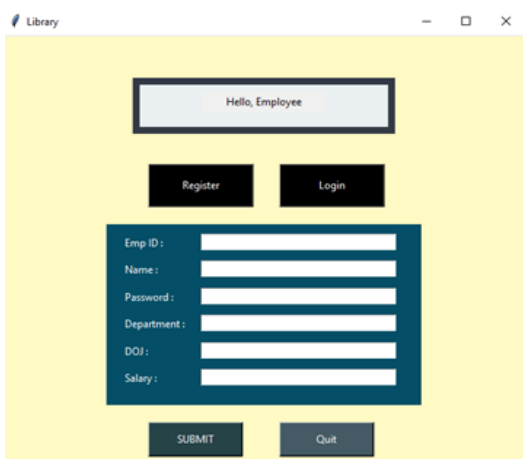 Library
Hello, Employee
Register Login
Emp ID :
Name :
Password :
Department :
DOJ :
Salary :
SUBMIT Quit